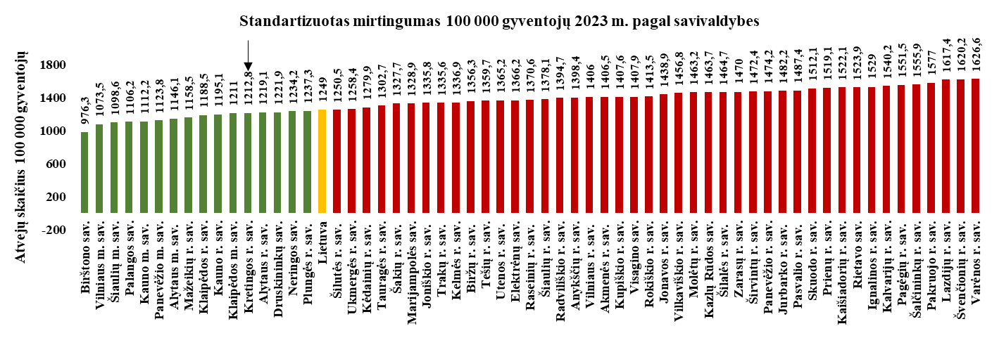 Standartizuotas mirtingumas 100 000 gyventojų 2023 m. pagal savivaldybes
Atvejų skaičius 100 000 gyventojų
1800
1400
1000
600
200
-200
976,3
1073,5
1098,6
1106,2
1112,2
1123,8
1146,1
1158,5
1188,5
1195,1
1211
1212,8
1219,1
1221,9
1234,2
1237,3
1249
1250,5
1258,4
1279,9
1302,7
1327,7
1328,9
1335,8
1335,6
1336,9
1356,3
1359,7
1365,2
1366,2
1370,6
1378,1
1394,7
1398,4
1406
1406,5
1407,6
1407,9
1413,5
1438,9
1456,8
1463,2
1463,7
1464,7
1470
1472,4
1474,2
1482,2
1487,4
1512,1
1519,1
1522,1
1523,9
1529
1540,2
1551,5
1555,9
1577
1617,4
1620,2
1626,6
Birštono sav.
Vilniaus m. sav.
Šiaulių m. sav.
Palangos sav.
Kauno m. sav.
Panevėžio m. sav.
Alytaus m. sav.
Mažeikių r. sav.
Klaipėdos r. sav.
Kauno r. sav.
Klaipėdos m. sav.
Kretingos r. sav.
Alytaus r. sav.
Druskininkų sav.
Neringos sav.
Plungės r. sav.
Lietuva
Šilutės r. sav.
Ukmergės r. sav.
Kėdainių r. sav.
Tauragės r. sav.
Šakių r. sav.
Marijampolės sav.
Joniškio r. sav.
Trakų r. sav.
Kelmės r. sav.
Biržų r. sav.
Tešių r. sav.
Utenos r. sav.
Elektrėnų sav
Raseinių r. sav.
Šiaulių r. sav.
Radviliškio r. sav.
Anykščių r. sav.
Vilniaus r. sav.
Akmenės r. sav.
Kupiškio r. sav.
Visagino sav
Rokiškio r. sav.
Jonavos r. sav.
Vilkaviškio r. sav.
Molėtų r. sav.
Kazlų Rūdos sav.
Šilalės r. sav.
Zarasų r. sav.
Širvintų r. sav.
Panevėžio r. sav.
Jurbarko r. sav.
Pasvalio r. sav.
Skuodo r. sav.
Prienų r. sav.
Kaišiadorių r. sav.
Rietavo sav
Ignalinos r. sav.
Kalvarijų r. sav.
Pagėgių r. sav.
Šalčininkų r. sav.
Pakruojo r. sav.
Lazdijų r. sav.
Švenčionių r. sav.
Varėnos r. sav.